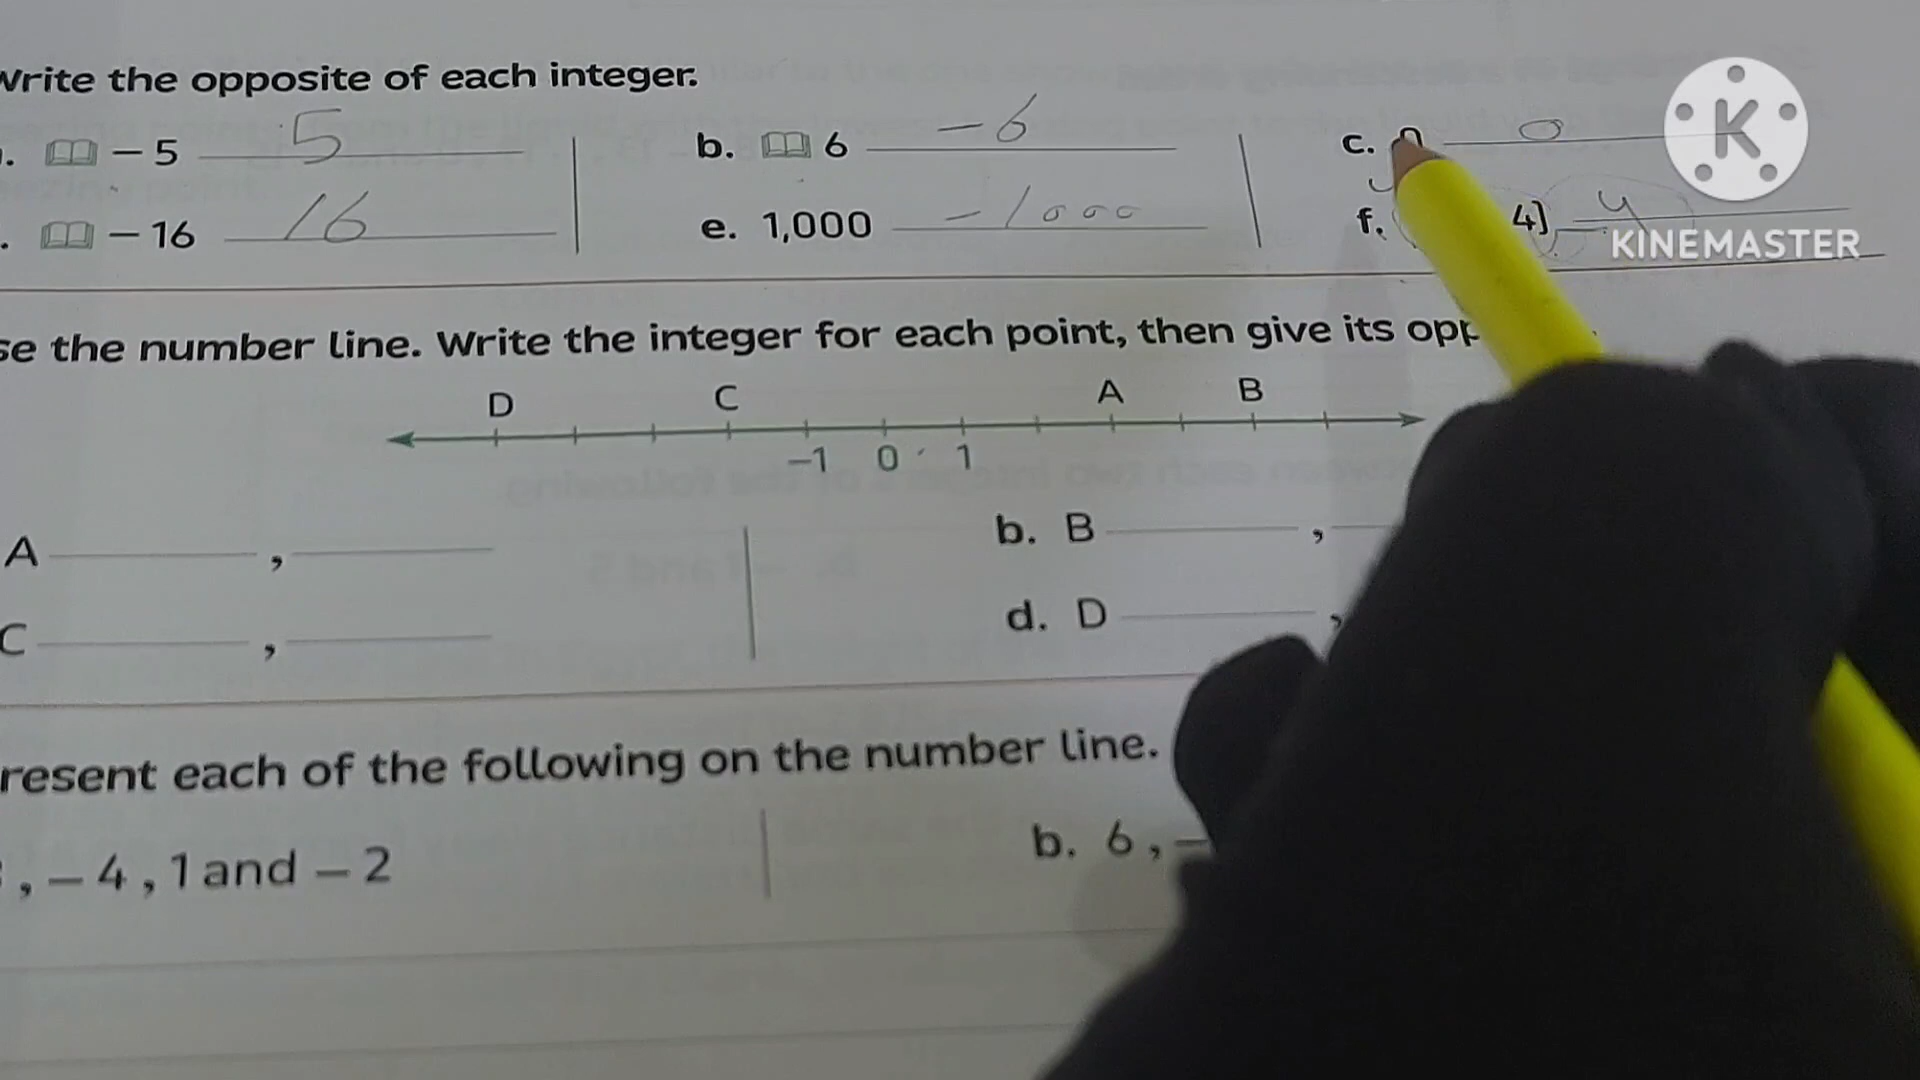 Write the opposite of each integer.
. – 5 5 b. 6 – 6 c. 0 0
. – 16 16 e. 1,000 – 1000 f. 4]
KINEMASTER
se the number line. Write the integer for each point, then give its opp
D C A B
–1 0 1
A , b. B ,
C , d. D ,
resent each of the following on the number line.
, – 4 , 1 and – 2 b. 6 , –